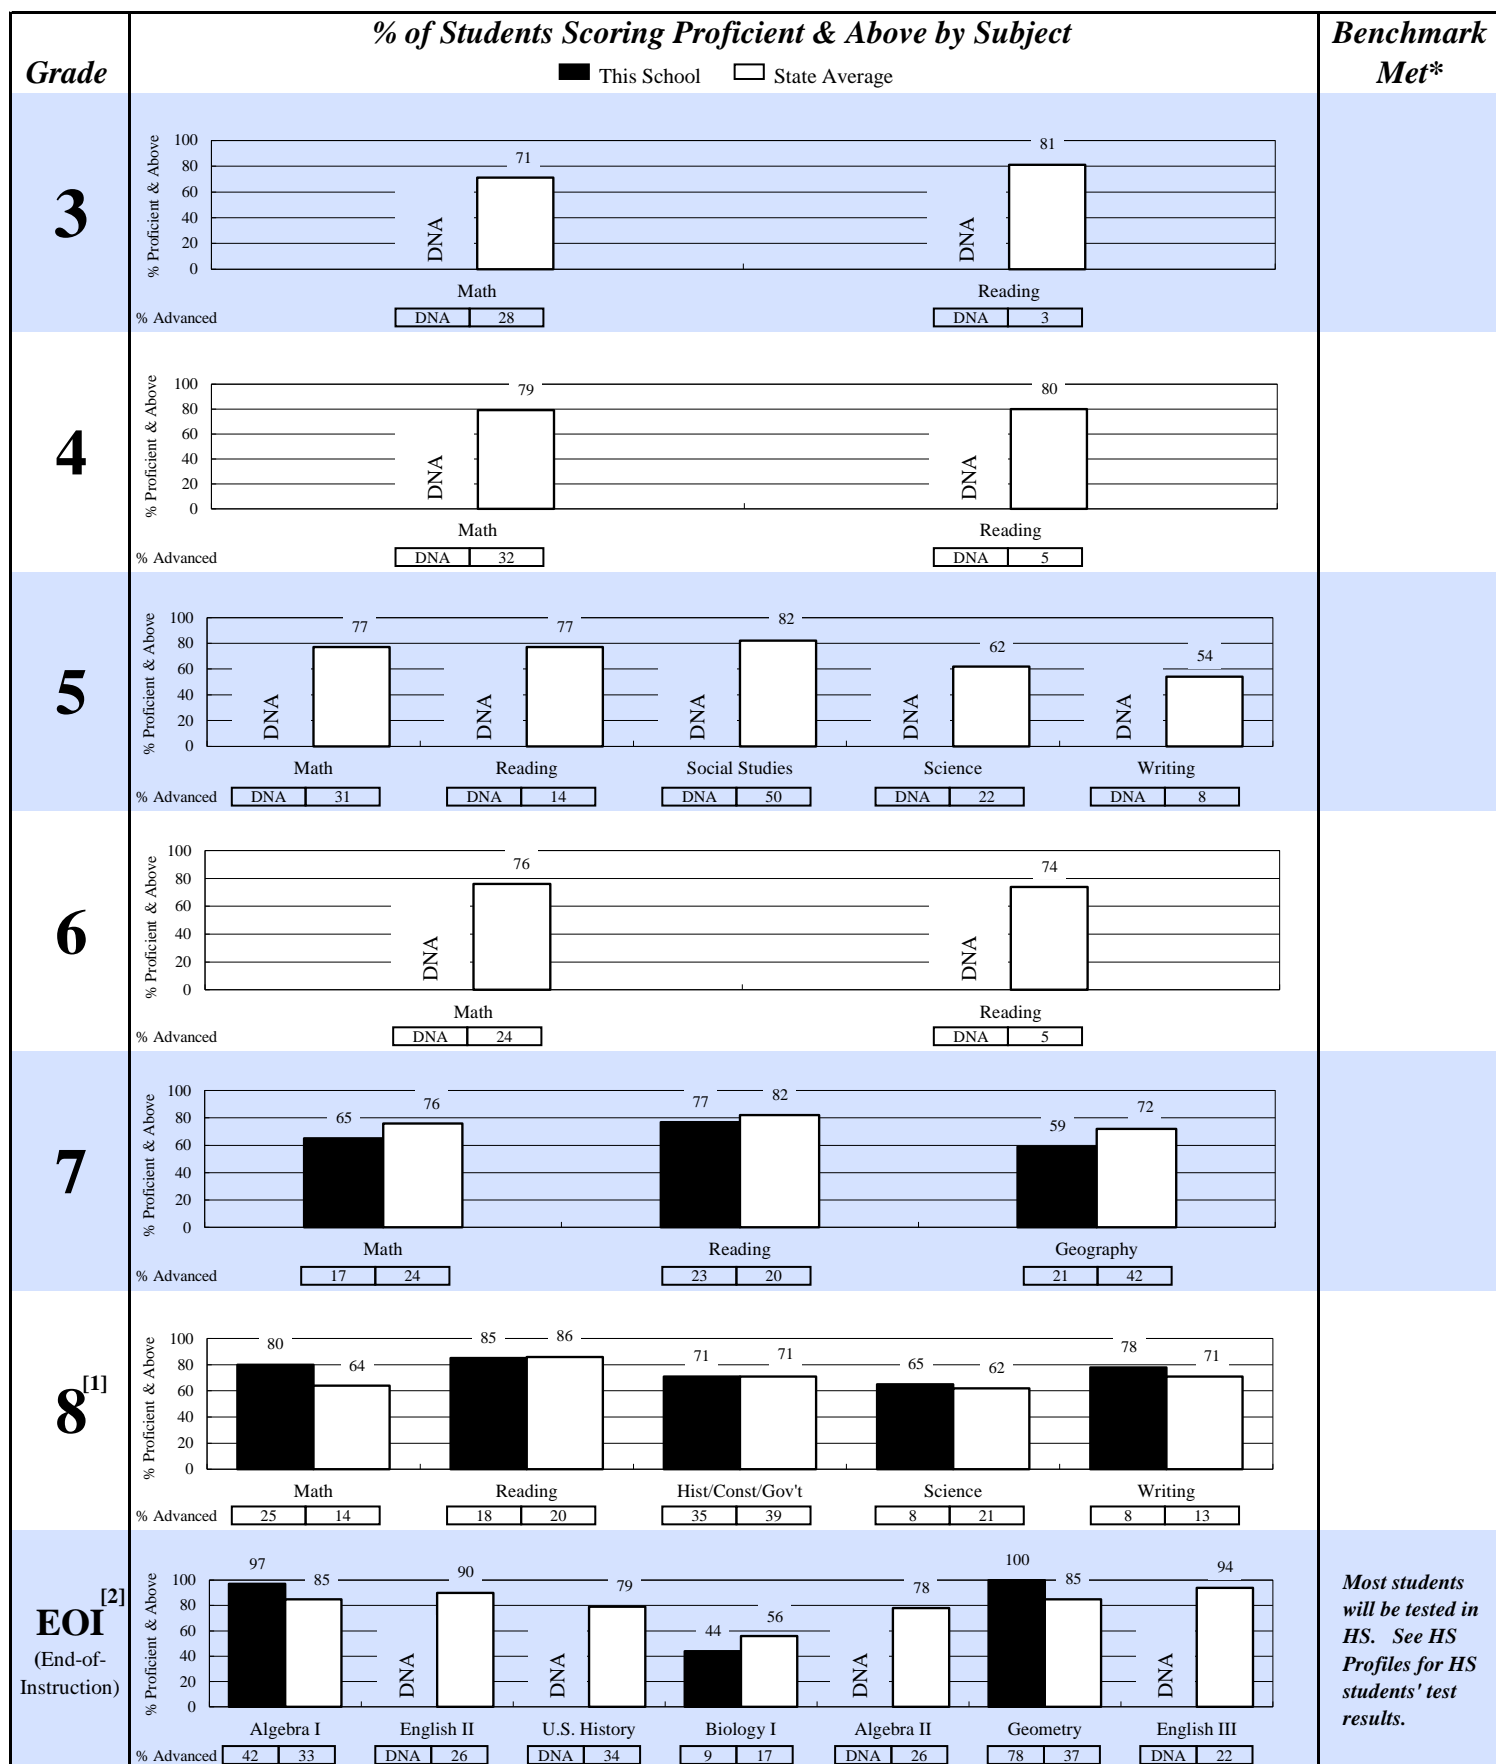 % of Students Scoring Proficient & Above by Subject
Benchmark
Met*
Grade
This School
State Average
3
% Proficient & Above
100
80
60
40
20
0
DNA
71
DNA
81
Math
Reading
% Advanced
DNA 28
DNA 3
4
% Proficient & Above
100
80
60
40
20
0
DNA
79
DNA
80
Math
Reading
% Advanced
DNA 32
DNA 5
5
% Proficient & Above
100
80
60
40
20
0
DNA
77
DNA
77
DNA
82
DNA
62
DNA
54
Math
Reading
Social Studies
Science
Writing
% Advanced
DNA 31
DNA 14
DNA 50
DNA 22
DNA 8
6
% Proficient & Above
100
80
60
40
20
0
DNA
76
DNA
74
Math
Reading
% Advanced
DNA 24
DNA 5
7
% Proficient & Above
100
80
60
40
20
0
65
76
77
82
59
72
Math
Reading
Geography
% Advanced
17 24
23 20
21 42
8[1]
% Proficient & Above
100
80
60
40
20
0
80
64
85
86
71
71
65
62
78
71
Math
Reading
Hist/Const/Gov't
Science
Writing
% Advanced
25 14
18 20
35 39
8 21
8 13
EOI[2]
(End-of-
Instruction)
% Proficient & Above
100
80
60
40
20
0
97
85
DNA
90
DNA
79
44
56
DNA
78
100
85
DNA
94
Algebra I
English II
U.S. History
Biology I
Algebra II
Geometry
English III
% Advanced
42 33
DNA 26
DNA 34
9 17
DNA 26
78 37
DNA 22
Most students
will be tested in
HS. See HS
Profiles for HS
students' test
results.